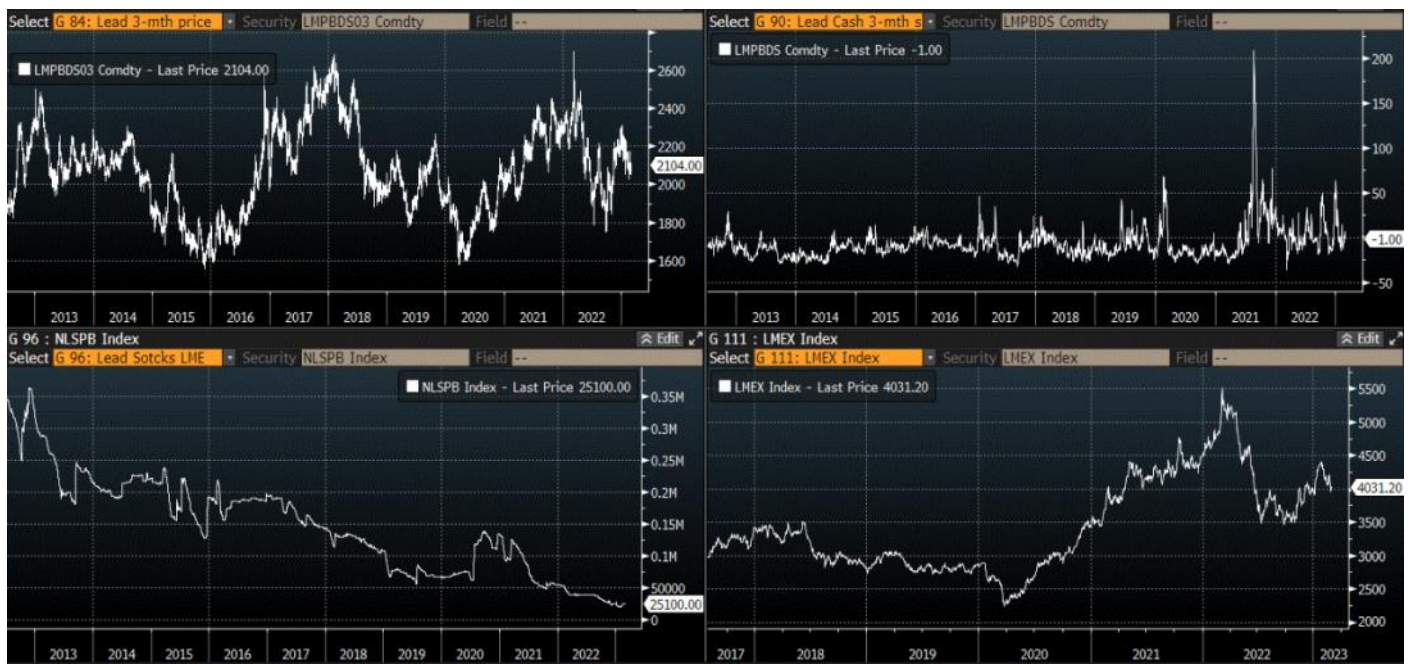 Select G 84: Lead 3-mth price Security LMPBDS03 Comdty Field --
LMPBDS03 Comdty - Last Price 2104.00
2600
2400
2200
2104.00
2000
1800
1600
2013 2014 2015 2016 2017 2018 2019 2020 2021 2022
Select G 90: Lead Cash 3-mth s Security LMPBDS Comdty Field --
LMPBDS Comdty - Last Price -1.00
200
150
100
50
-1.00
-50
2013 2014 2015 2016 2017 2018 2019 2020 2021 2022
G 96 : NLSPB Index Edit
Select G 96: Lead Sotcks LME Security NLSPB Index Field --
NLSPB Index - Last Price 25100.00
0.35M
0.3M
0.25M
0.2M
0.15M
0.1M
50000
25100.00
0
2013 2014 2015 2016 2017 2018 2019 2020 2021 2022
G 111 : LMEX Index Edit
Select G 111: LMEX Index Security LMEX Index Field --
LMEX Index - Last Price 4031.20
5500
5000
4500
4031.20
4000
3500
3000
2500
2000
2017 2018 2019 2020 2021 2022 2023